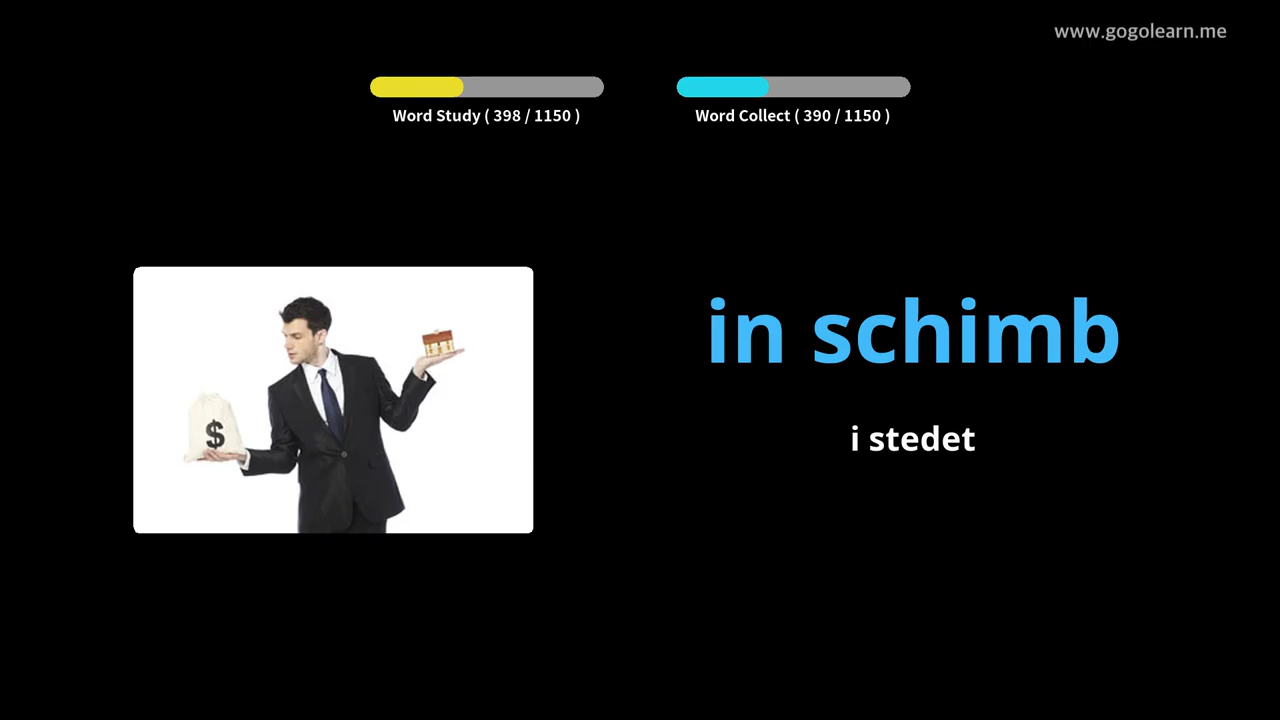 www.gogolearn.me
Word Study ( 398 / 1150 )
Word Collect ( 390 / 1150 )
$
in schimb
i stedet